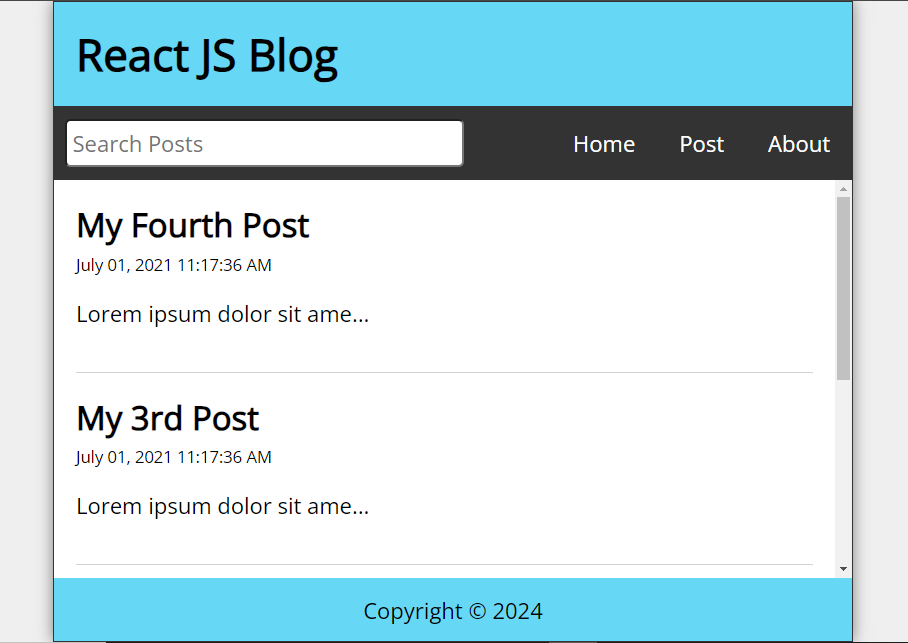 React JS Blog
Search Posts
Home Post About
My Fourth Post
July 01, 2021 11:17:36 AM
Lorem ipsum dolor sit ame...
My 3rd Post
July 01, 2021 11:17:36 AM
Lorem ipsum dolor sit ame...
Copyright © 2024